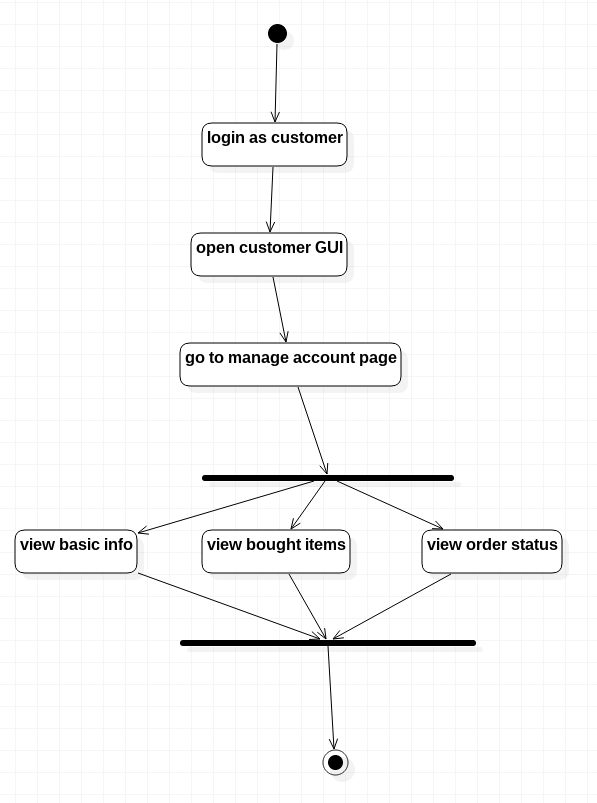 login as customer
open customer GUI
go to manage account page
view basic info
view bought items
view order status